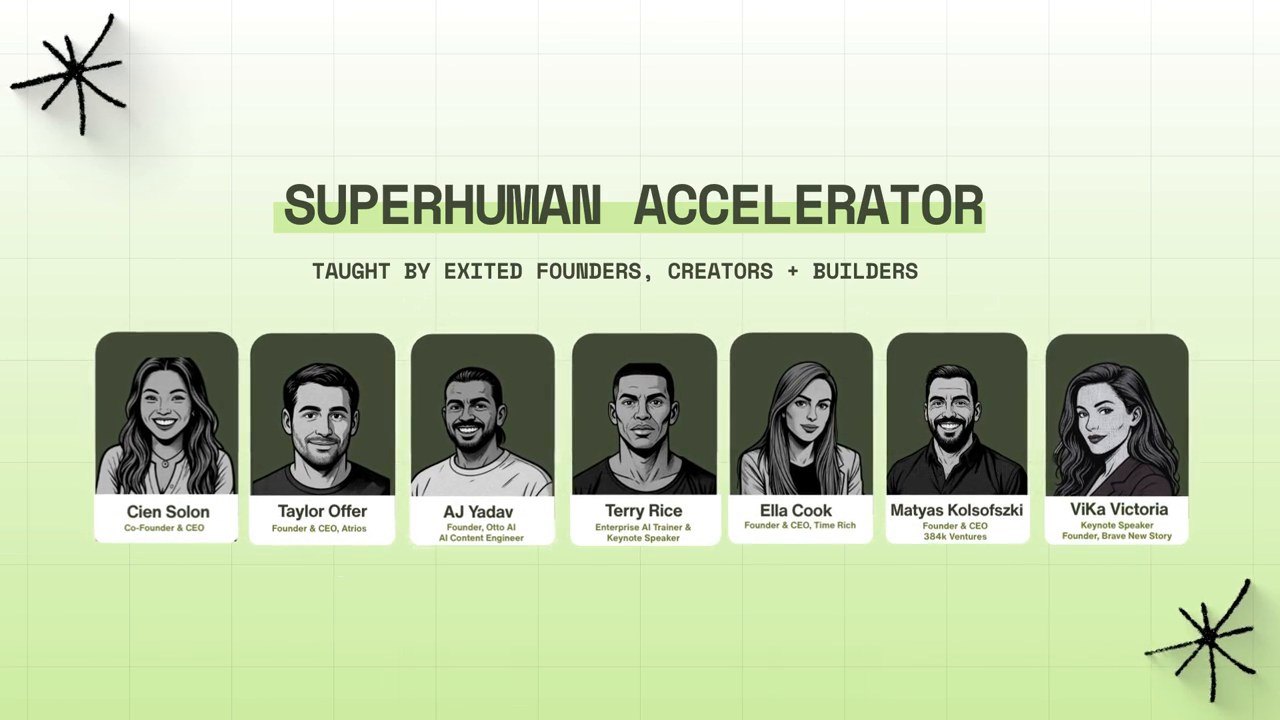 SUPERHUMAN ACCELERATOR
TAUGHT BY EXITED FOUNDERS, CREATORS + BUILDERS
Cien Solon
Co-Founder & CEO
Taylor Offer
Founder & CEO, Atrios
AJ Yadav
Founder, Otto AI
AI Content Engineer
Terry Rice
Enterprise AI Trainer &
Keynote Speaker
Ella Cook
Founder & CEO, Time Rich
Matyas Kolsofszki
Founder & CEO
384k Ventures
ViKa Victoria
Keynote Speaker
Founder, Brave New Story